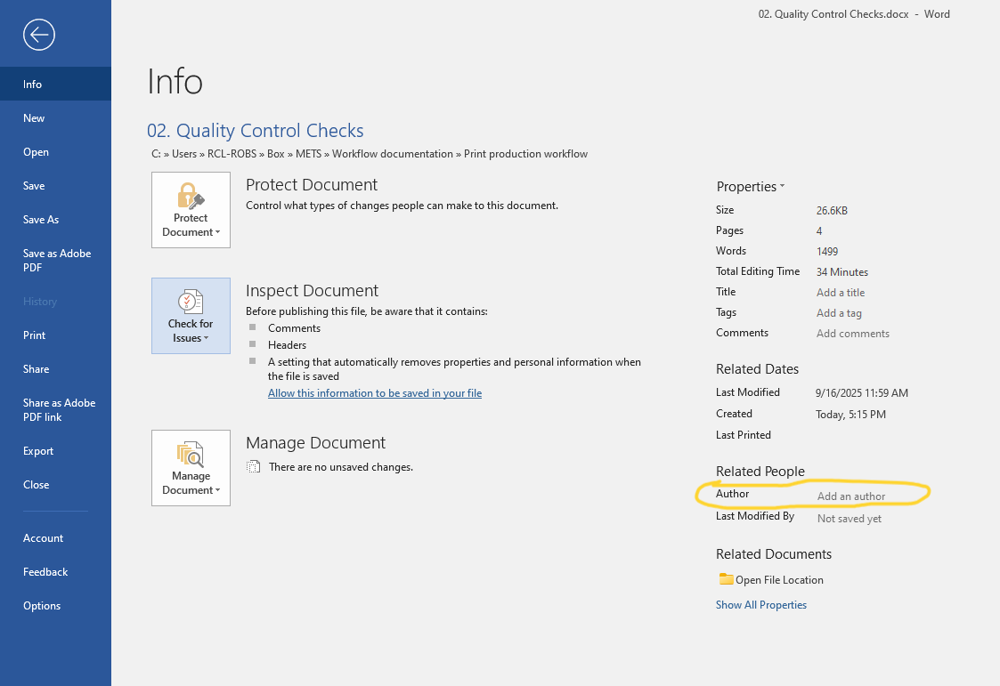 02. Quality Control Checks.docx - Word
Info
New
Open
Save
Save As
Save as Adobe
PDF
History
Print
Share
Share as Adobe
PDF link
Export
Close
Account
Feedback
Options
Info
02. Quality Control Checks
C: » Users » RCL-ROBS » Box » METS » Workflow documentation » Print production workflow
Protect
Document
Protect Document
Control what types of changes people can make to this document.
Check for
Issues
Inspect Document
Before publishing this file, be aware that it contains:
Comments
Headers
A setting that automatically removes properties and personal information when
the file is saved
Allow this information to be saved in your file
Manage
Document
Manage Document
There are no unsaved changes.
Properties
Size 26.6KB
Pages 4
Words 1499
Total Editing Time 34 Minutes
Title Add a title
Tags Add a tag
Comments Add comments
Related Dates
Last Modified 9/16/2025 11:59 AM
Created Today, 5:15 PM
Last Printed
Related People
Author Add an author
Last Modified By Not saved yet
Related Documents
Open File Location
Show All Properties